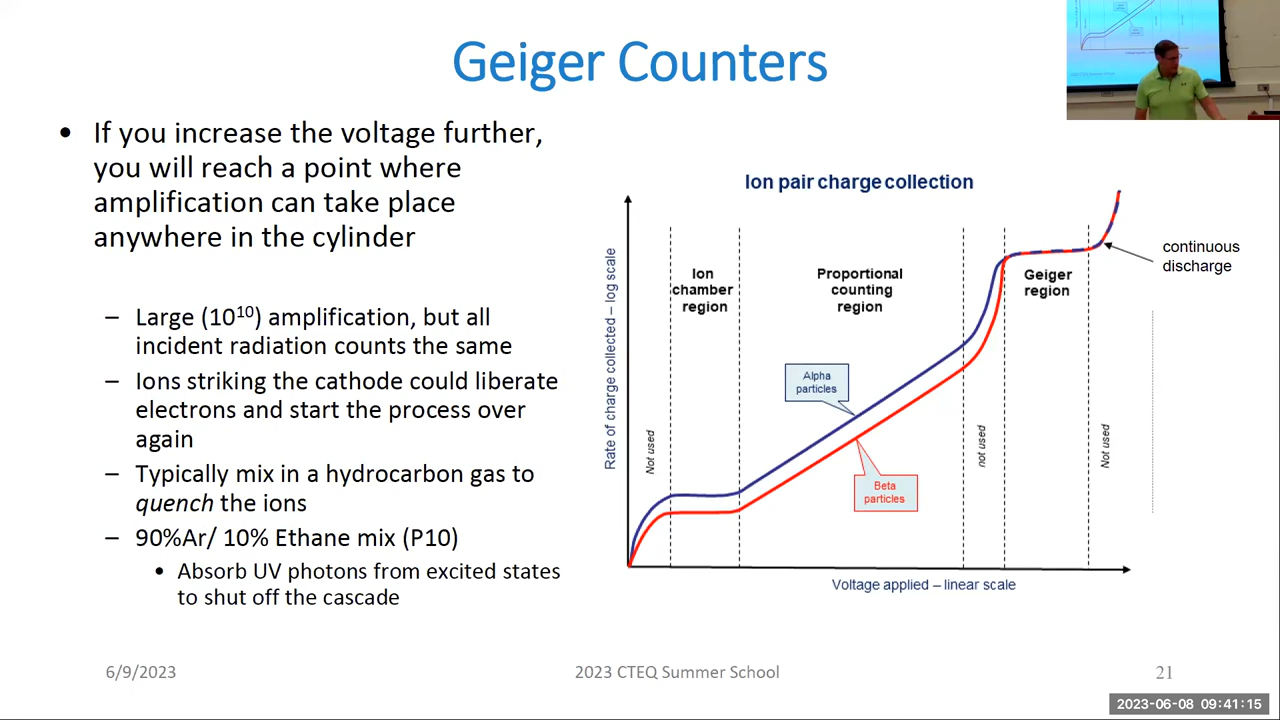 Geiger Counters
• If you increase the voltage further,
you will reach a point where
amplification can take place
anywhere in the cylinder
– Large (10¹⁰) amplification, but all
incident radiation counts the same
– Ions striking the cathode could liberate
electrons and start the process over
again
– Typically mix in a hydrocarbon gas to
quench the ions
– 90%Ar/ 10% Ethane mix (P10)
• Absorb UV photons from excited states
to shut off the cascade
Ion pair charge collection
Rate of charge collected – log scale
Not used
Ion
chamber
region
Proportional
counting
region
Alpha
particles
Beta
particles
not used
Geiger
region
Not used
continuous
discharge
Voltage applied – linear scale
6/9/2023
2023 CTEQ Summer School
21
2023-06-08 09:41:15